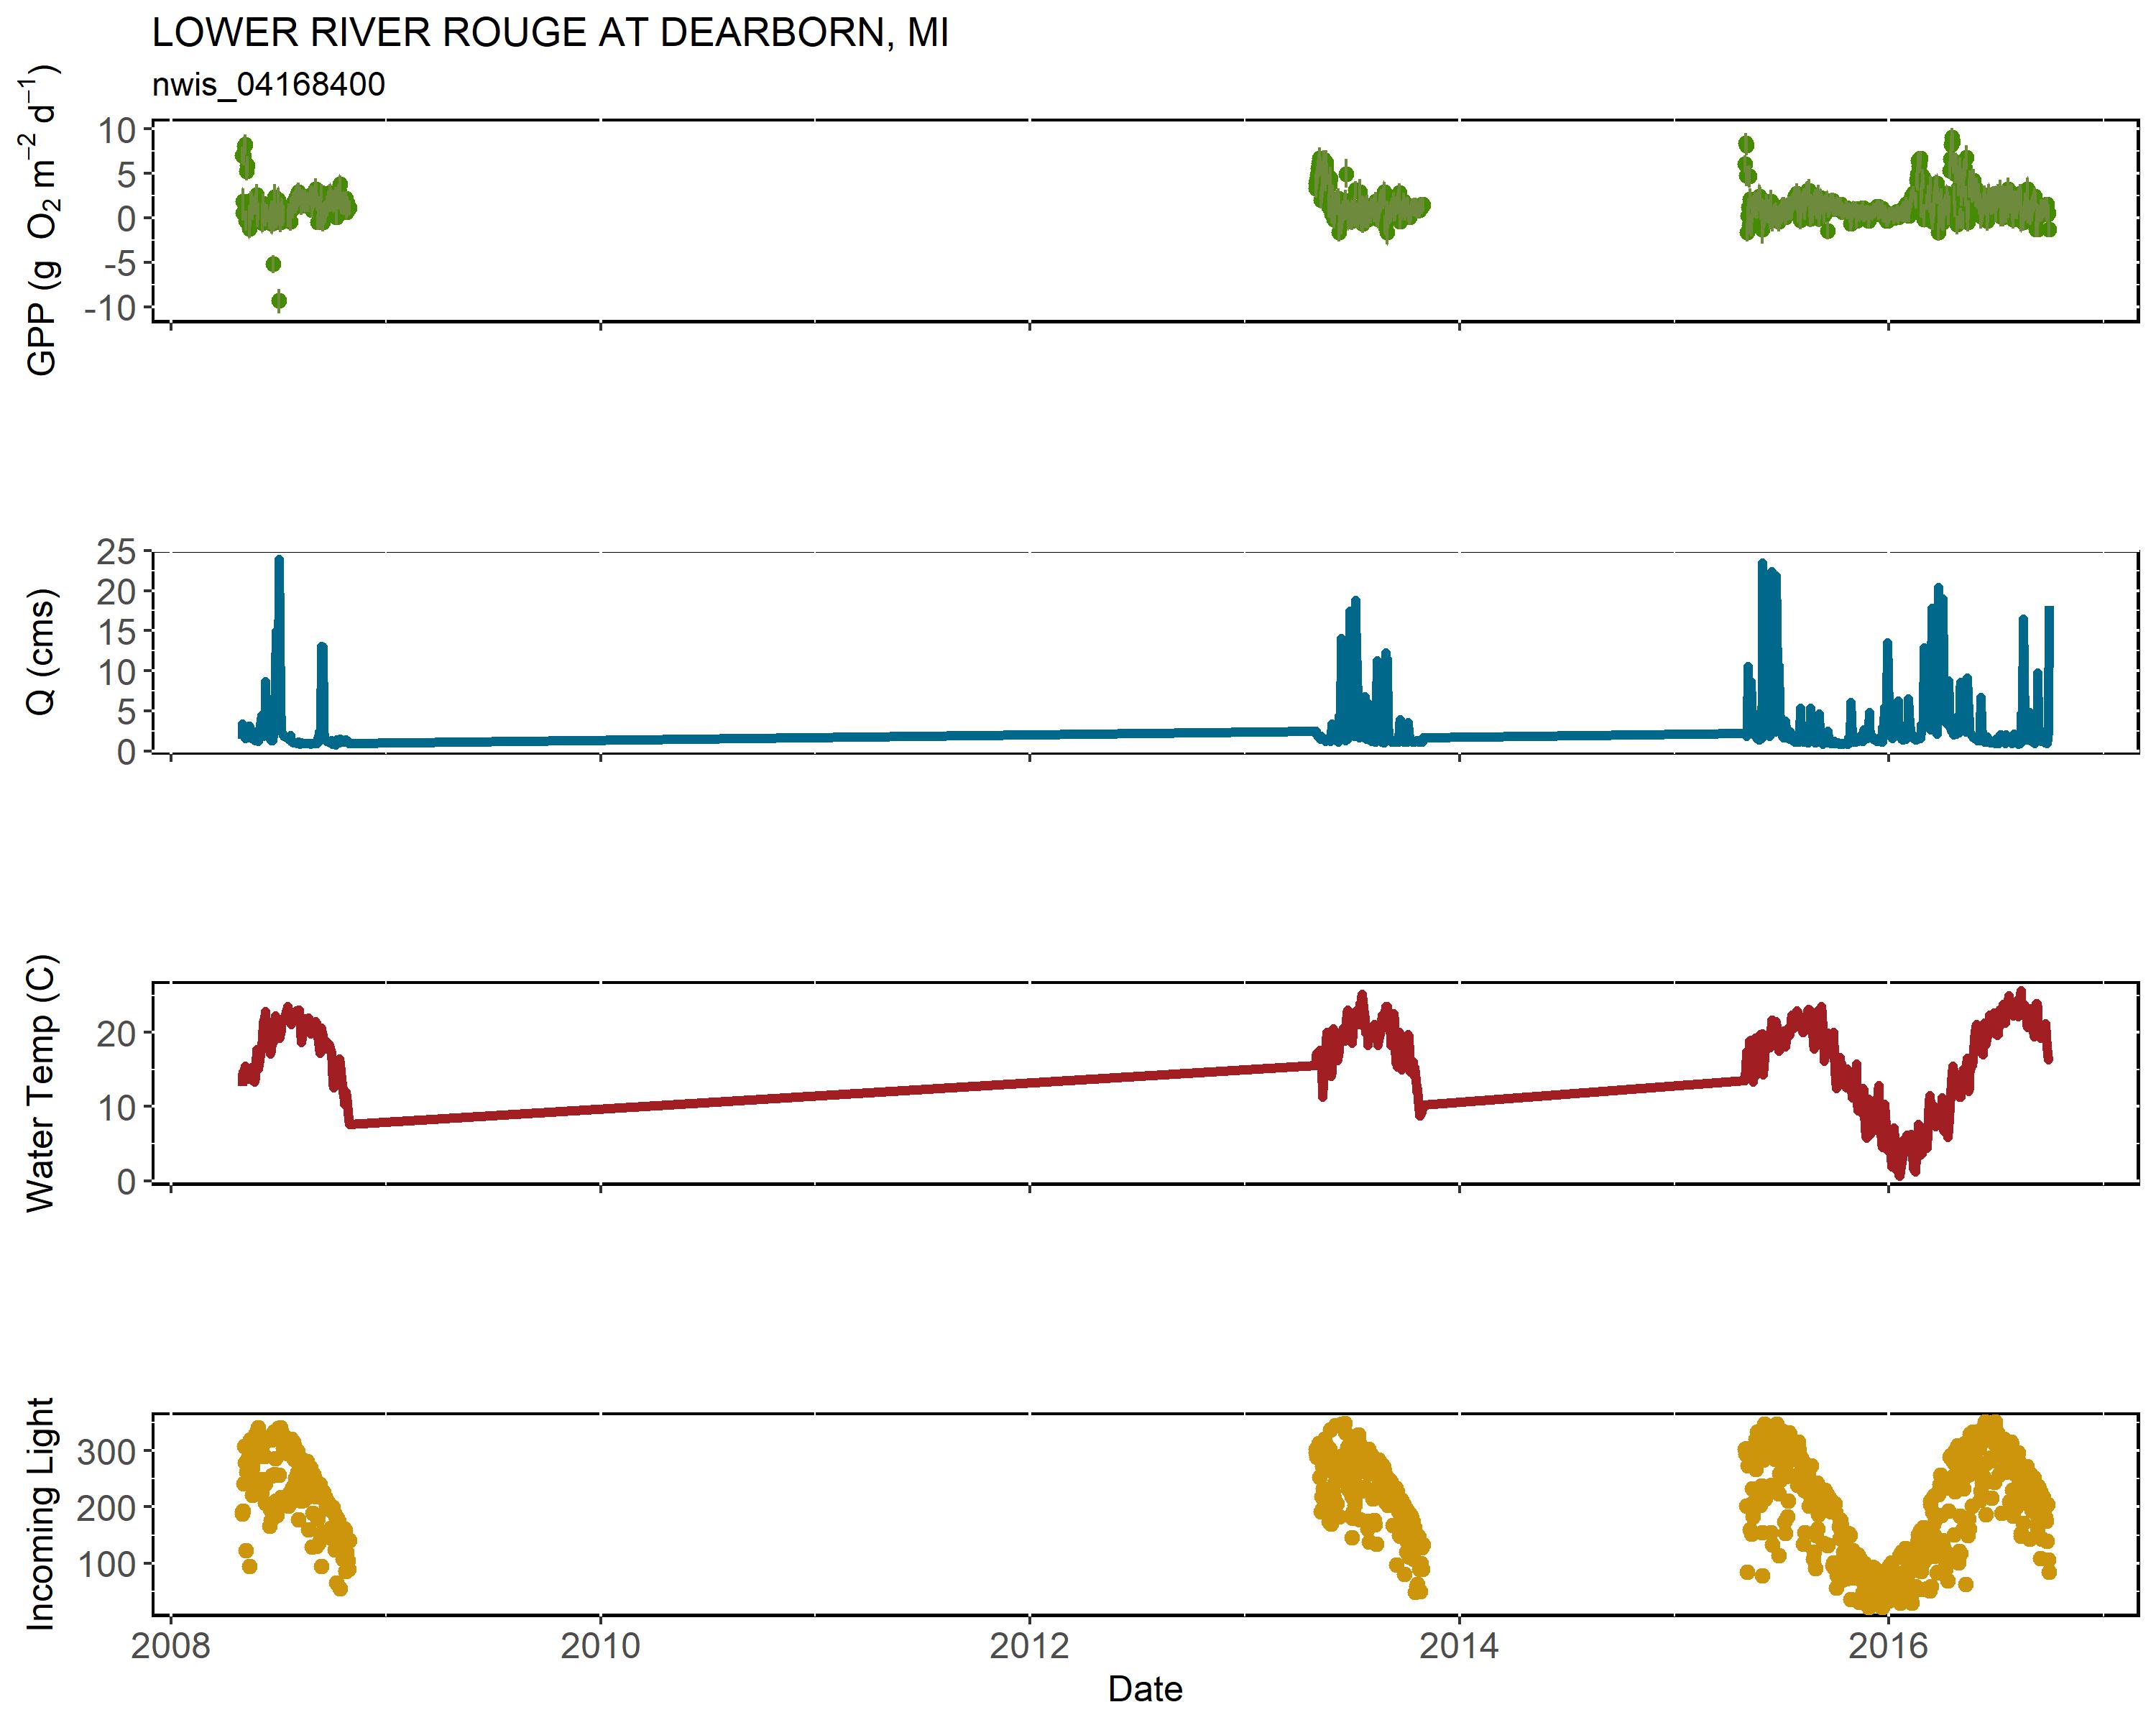 LOWER RIVER ROUGE AT DEARBORN, MI
nwis_04168400
GPP (g O₂ m⁻² d⁻¹)
10
5
0
-5
-10
Q (cms)
25
20
15
10
5
0
Water Temp (C)
20
10
0
Incoming Light
300
200
100
2008 2010 2012 2014 2016
Date